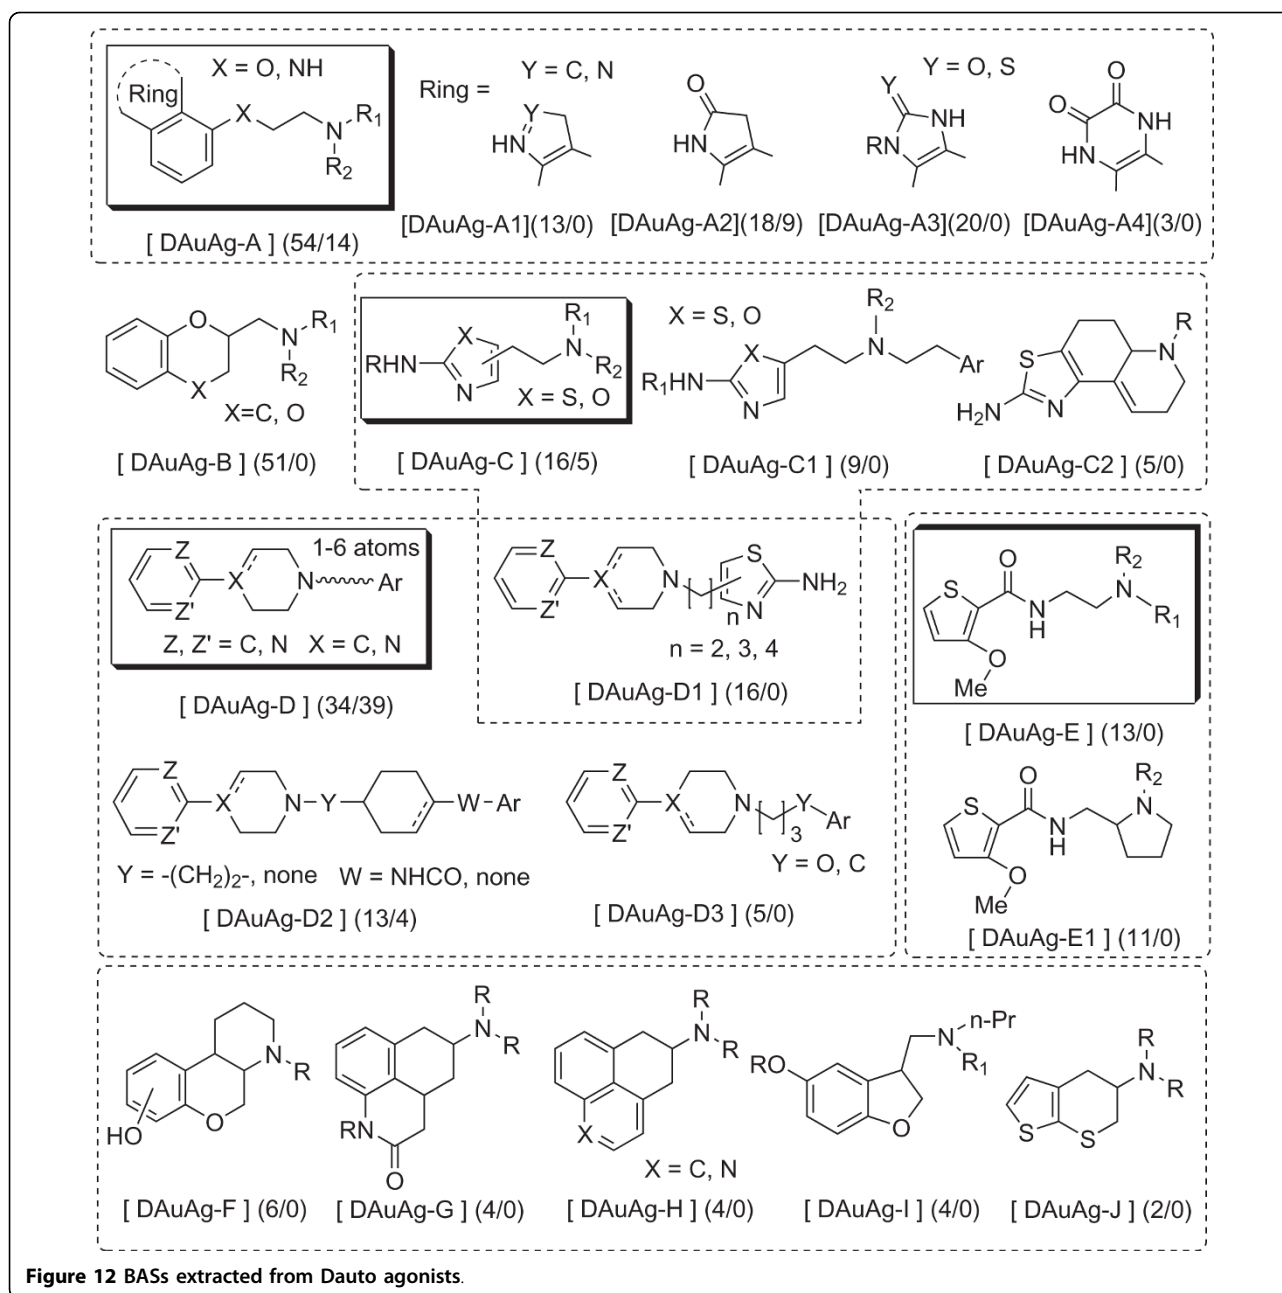 X = O, NH
Ring
X
N
R1
R2
[ DAuAg-A ] (54/14)
Ring =
Y = C, N
Y
HN
[DAuAg-A1](13/0)
O
HN
[DAuAg-A2](18/9)
Y = O, S
Y
NH
RN
[DAuAg-A3](20/0)
O
O
NH
HN
[DAuAg-A4](3/0)
O
N
R1
R2
X
X=C, O
[ DAuAg-B ] (51/0)
X
RHN
N
N
R1
R2
X = S, O
[ DAuAg-C ] (16/5)
X = S, O
R2
X
N
R1HN
N
Ar
[ DAuAg-C1 ] (9/0)
R
N
S
H2N
N
[ DAuAg-C2 ] (5/0)
1-6 atoms
Z
X
N
Ar
Z'
Z, Z' = C, N X = C, N
[ DAuAg-D ] (34/39)
Z
X
N
Z'
n
S
NH2
N
n = 2, 3, 4
[ DAuAg-D1 ] (16/0)
S
O
N
H
R2
N
R1
O
Me
[ DAuAg-E ] (13/0)
Z
X
N
Y
W
Ar
Z'
Y = -(CH2)2-, none W = NHCO, none
[ DAuAg-D2 ] (13/4)
Z
X
N
Z'
3
Y
Ar
Y = O, C
[ DAuAg-D3 ] (5/0)
S
O
N
H
R2
N
O
Me
[ DAuAg-E1 ] (11/0)
N
R
HO
O
[ DAuAg-F ] (6/0)
R
N
R
RN
O
[ DAuAg-G ] (4/0)
R
N
R
X
X = C, N
[ DAuAg-H ] (4/0)
RO
N
n-Pr
R1
O
[ DAuAg-I ] (4/0)
R
N
R
S
S
[ DAuAg-J ] (2/0)
Figure 12 BASs extracted from Dauto agonists.